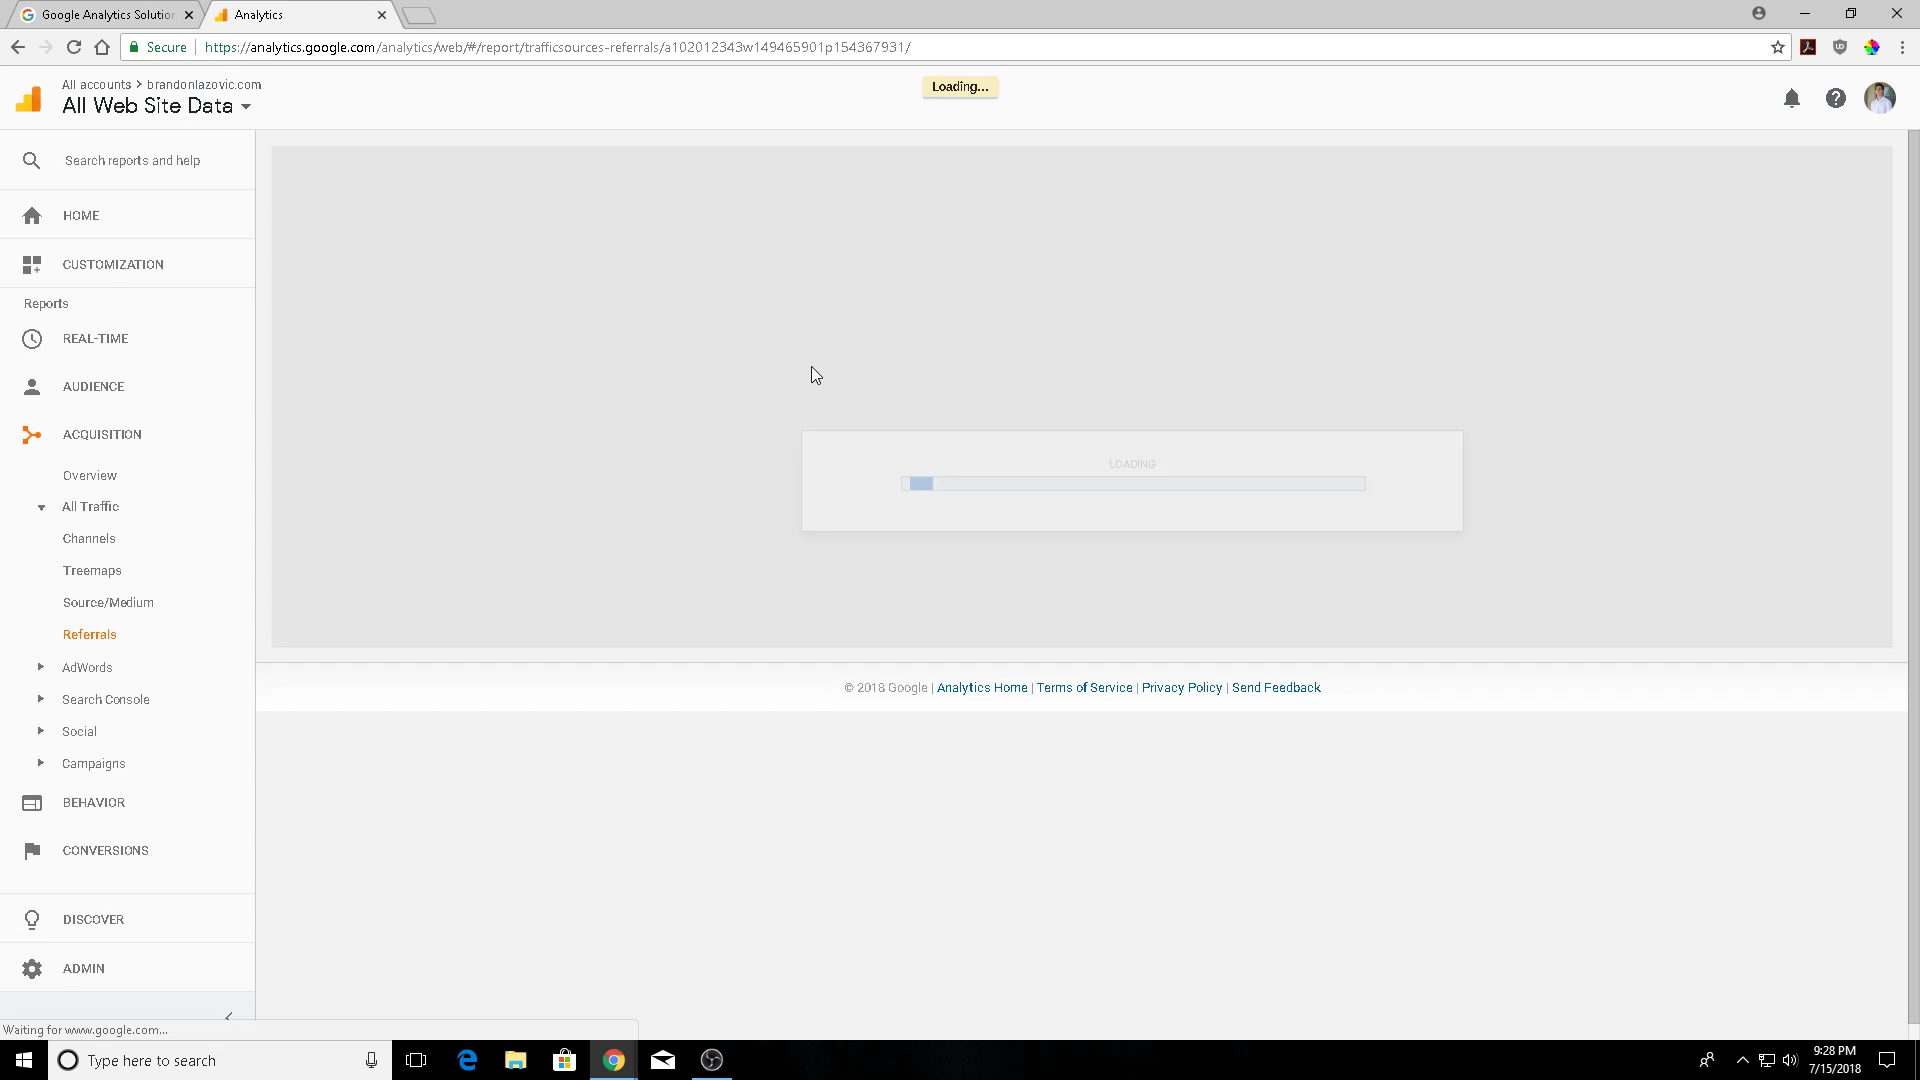 Google Analytics Solution
Analytics
Secure
https://analytics.google.com/analytics/web/#/report/trafficsources-referrals/a102012343w149465901p154367931/
All accounts > brandonlazovic.com
All Web Site Data
Loading...
Search reports and help
HOME
CUSTOMIZATION
Reports
REAL-TIME
AUDIENCE
ACQUISITION
Overview
All Traffic
Channels
Treemaps
Source/Medium
Referrals
AdWords
Search Console
Social
Campaigns
BEHAVIOR
CONVERSIONS
DISCOVER
ADMIN
LOADING
© 2018 Google | Analytics Home | Terms of Service | Privacy Policy | Send Feedback
Waiting for www.google.com...
Type here to search
9:28 PM
7/15/2018